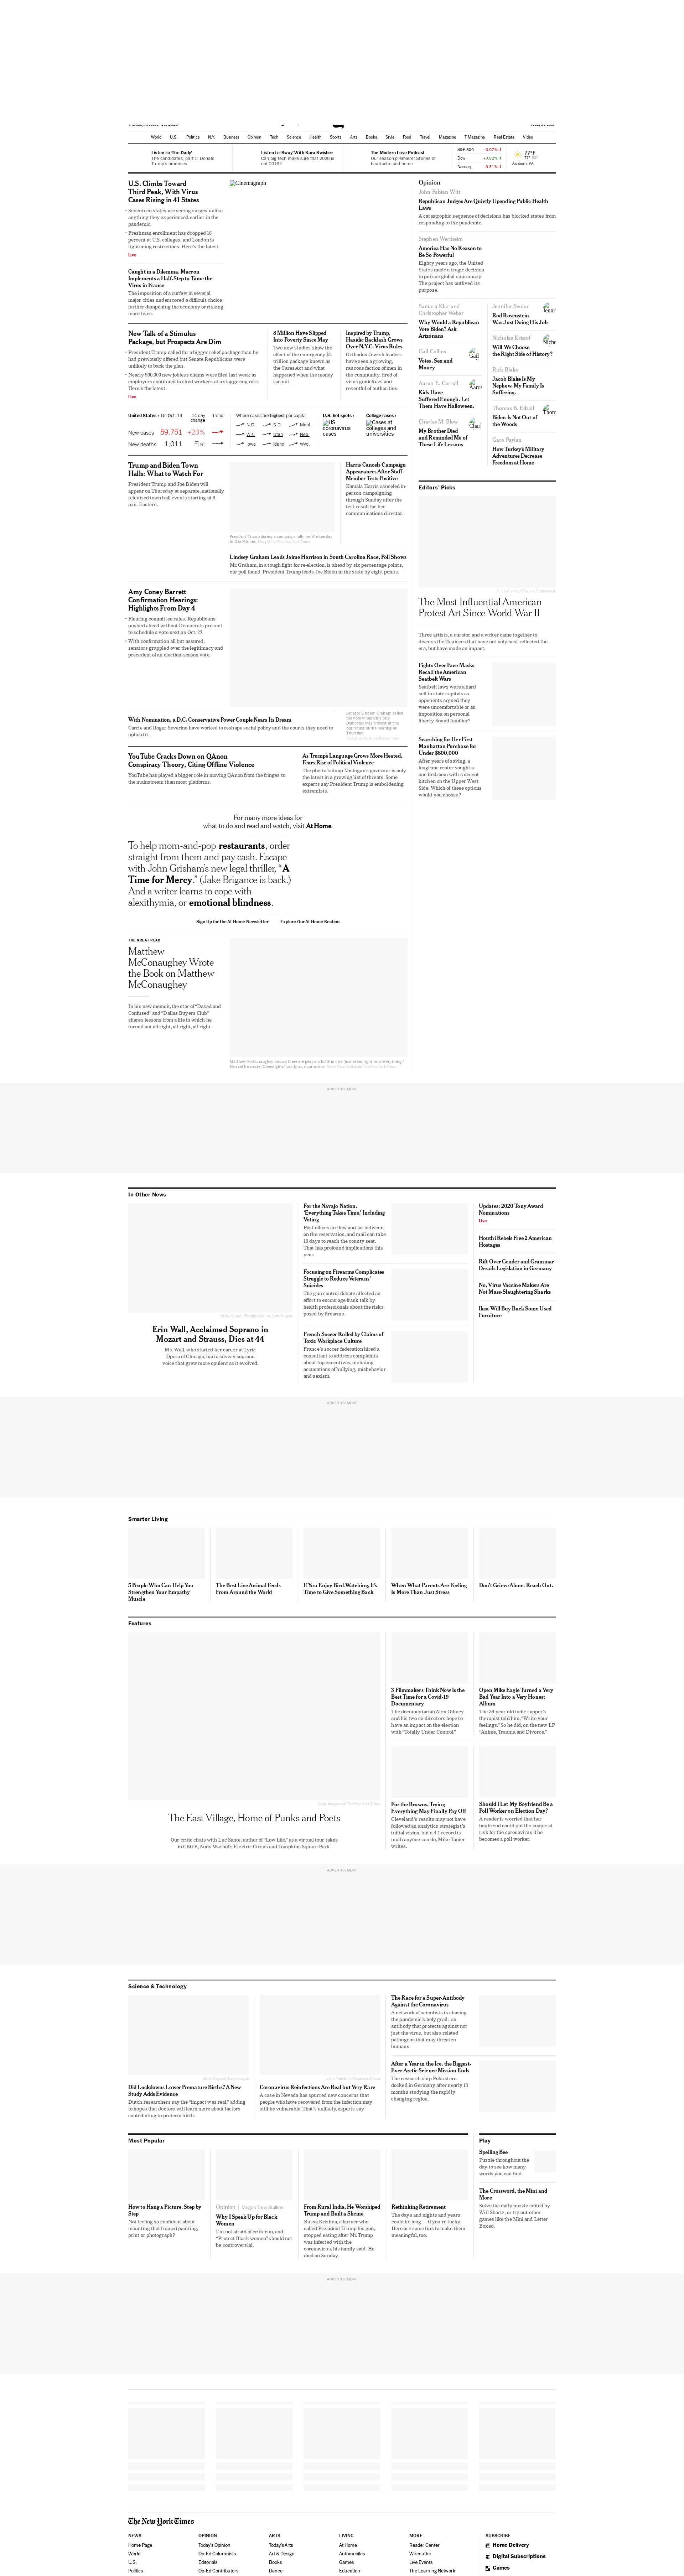 World U.S. Politics N.Y. Business Opinion Tech Science Health Sports Arts Books Style Food Travel Magazine T Magazine Real Estate Video
Listen to 'The Daily'
The candidates, part 1: Donald
Trump's promises.
Listen to 'Sway' With Kara Swisher
Can big tech make sure that 2020 is
not 2016?
The Modern Love Podcast
Our season premiere: Stories of
heartache and home.
S&P 500 -0.07% ↓
Dow +0.02% ↑
Nasdaq -0.31% ↓
77°F
Ashburn, VA
U.S. Climbs Toward
Third Peak, With Virus
Cases Rising in 41 States
Seventeen states are seeing surges unlike
anything they experienced earlier in the
pandemic.
Freshman enrollment has dropped 16
percent at U.S. colleges, and London is
tightening restrictions. Here's the latest.
Live
Cinemagraph
Caught in a Dilemma, Macron
Implements a Half-Step to Tame the
Virus in France
The imposition of a curfew in several
major cities underscored a difficult choice:
further dampening the economy or risking
more lives.
New Talk of a Stimulus
Package, but Prospects Are Dim
President Trump called for a bigger relief package than he
had previously offered but Senate Republicans were
unlikely to back the plan.
Nearly 900,000 new jobless claims were filed last week as
employers continued to shed workers at a staggering rate.
Here's the latest.
Live
8 Million Have Slipped
Into Poverty Since May
Two new studies show the
effect of the emergency $2
trillion package known as
the Cares Act and what
happened when the money
ran out.
Inspired by Trump,
Hasidic Backlash Grows
Over N.Y.C. Virus Rules
Orthodox Jewish leaders
have seen a growing,
raucous faction of men in
the community, tired of
virus guidelines and
resentful of authorities.
United States › On Oct. 14 14-day change Trend
New cases 59,751 +23%
New deaths 1,011 Flat
Where cases are highest per capita
N.D. S.D. Mont.
Wis. Utah Neb.
Iowa Idaho Wyo.
U.S. hot spots ›
US
coronavirus
cases
College cases ›
Cases at
colleges and
universities
Trump and Biden Town
Halls: What to Watch For
President Trump and Joe Biden will
appear on Thursday at separate, nationally
televised town hall events starting at 8
p.m. Eastern.
President Trump during a campaign rally on Wednesday
in Des Moines.
Harris Cancels Campaign
Appearances After Staff
Member Tests Positive
Kamala Harris canceled in-
person campaigning
through Sunday after the
test result for her
communications director.
Lindsey Graham Leads Jaime Harrison in South Carolina Race, Poll Shows
Mr. Graham, in a tough fight for re-election, is ahead by six percentage points,
our poll found. President Trump leads Joe Biden in the state by eight points.
Amy Coney Barrett
Confirmation Hearings:
Highlights From Day 4
Flouting committee rules, Republicans
pushed ahead without Democrats present
to schedule a vote next on Oct. 22.
With confirmation all but assured,
senators grappled over the legitimacy and
precedent of an election-season vote.
With Nomination, a D.C. Conservative Power Couple Nears Its Dream
Carrie and Roger Severino have worked to reshape social policy and the courts they need to
uphold it.
YouTube Cracks Down on QAnon
Conspiracy Theory, Citing Offline Violence
YouTube has played a bigger role in moving QAnon from the fringes to
the mainstream than most platforms.
As Trump's Language Grows More Heated,
Fears Rise of Political Violence
The plot to kidnap Michigan's governor is only
the latest in a growing list of threats. Some
experts say President Trump is emboldening
extremists.
For many more ideas for
what to do and read and watch, visit At Home.
To help mom-and-pop restaurants, order
straight from them and pay cash. Escape
with John Grisham's new legal thriller, "A
Time for Mercy." (Jake Brigance is back.)
And a writer learns to cope with
alexithymia, or emotional blindness.
Sign Up for the At Home Newsletter
Explore Our At Home Section
THE GREAT READ
Matthew
McConaughey Wrote
the Book on Matthew
McConaughey
In his new memoir, the star of "Dazed and
Confused" and "Dallas Buyers Club"
shares lessons from a life in which he
turned out all right, all right, all right.
Opinion
John Fabian Witt
Republican Judges Are Quietly Upending Public Health
Laws
A catastrophic sequence of decisions has blocked states from
responding to the pandemic.
Stephen Wertheim
America Has No Reason to
Be So Powerful
Eighty years ago, the United
States made a tragic decision
to pursue global supremacy.
The project has outlived its
purpose.
Samara Klar and
Christopher Weber
Why Would a Republican
Vote Biden? Ask
Arizonans
Gail Collins
Votes, Sex and
Money
Aaron E. Carroll
Kids Have
Suffered Enough. Let
Them Have Halloween.
Charles M. Blow
My Brother Died
and Reminded Me of
These Life Lessons
Jennifer Senior
Rod Rosenstein
Was Just Doing His Job
Nicholas Kristof
Will We Choose
the Right Side of History?
Rick Blake
Jacob Blake Is My
Nephew. My Family Is
Suffering.
Thomas B. Edsall
Biden Is Not Out of
the Woods
Gara Peylan
How Turkey's Military
Adventures Decrease
Freedom at Home
Editors' Picks
The Most Influential American
Protest Art Since World War II
Three artists, a curator and a writer came together to
discuss the 25 pieces that have not only best reflected the
era, but have made an impact.
Fights Over Face Masks
Recall the American
Seatbelt Wars
Seatbelt laws were a hard
sell in state capitols as
opponents argued they
were uncomfortable or an
imposition on personal
liberty. Sound familiar?
Searching for Her First
Manhattan Purchase for
Under $800,000
After years of saving, a
longtime renter sought a
one-bedroom with a decent
kitchen on the Upper West
Side. Which of these options
would you choose?
ADVERTISEMENT
In Other News
Erin Wall, Acclaimed Soprano in
Mozart and Strauss, Dies at 44
Ms. Wall, who started her career at Lyric
Opera of Chicago, had a silvery soprano
voice that grew more opulent as it evolved.
For the Navajo Nation,
'Everything Takes Time,' Including
Voting
Post offices are few and far between
on the reservation, and mail can take
10 days to reach the county seat.
That has profound implications this
year.
Focusing on Firearms Complicates
Struggle to Reduce Veterans'
Suicides
The gun control debate affected an
effort to encourage frank talk by
health professionals about the risks
posed by firearms.
French Soccer Roiled by Claims of
Toxic Workplace Culture
France's soccer federation hired a
consultant to address complaints
about top executives, including
accusations of bullying, misbehavior
and sexism.
Updates: 2020 Tony Award
Nominations
Live
Houthi Rebels Free 2 American
Hostages
Rift Over Gender and Grammar
Derails Legislation in Germany
No, Virus Vaccine Makers Are
Not Mass-Slaughtering Sharks
Ikea Will Buy Back Some Used
Furniture
ADVERTISEMENT
Smarter Living
5 People Who Can Help You
Strengthen Your Empathy
Muscle
The Best Live Animal Feeds
From Around the World
If You Enjoy Bird-Watching, It's
Time to Give Something Back
When What Parents Are Feeling
Is More Than Just Stress
Don't Grieve Alone. Reach Out.
Features
The East Village, Home of Punks and Poets
Our critic chats with Luc Sante, author of "Low Life," as a virtual tour takes
in CBGB, Andy Warhol's Electric Circus and Tompkins Square Park.
3 Filmmakers Think Now Is the
Best Time for a Covid-19
Documentary
The documentarian Alex Gibney
and his two co-directors hope to
have an impact on the election
with "Totally Under Control."
Open Mike Eagle Turned a Very
Bad Year Into a Very Honest
Album
The 39-year-old indie rapper's
therapist told him, "Write your
feelings." So he did, on the new LP
"Anime, Trauma and Divorce."
For the Browns, Trying
Everything May Finally Pay Off
Cleveland's results may not have
followed an analytics strategist's
initial vision, but a 4-1 record is
math anyone can do, Mike Tanier
writes.
Should I Let My Boyfriend Be a
Poll Worker on Election Day?
A reader is worried that her
boyfriend could put the couple at
risk for the coronavirus if he
becomes a poll worker.
ADVERTISEMENT
Science & Technology
Did Lockdowns Lower Premature Births? A New
Study Adds Evidence
Dutch researchers say the "impact was real," adding
to hopes that doctors will learn more about factors
contributing to preterm birth.
Coronavirus Reinfections Are Real but Very Rare
A case in Nevada has spurred new concerns that
people who have recovered from the infection may
still be vulnerable. That's unlikely, experts say.
The Race for a Super-Antibody
Against the Coronavirus
A network of scientists is chasing
the pandemic's holy grail: an
antibody that protects against not
just the virus, but also related
pathogens that may threaten
humans.
After a Year in the Ice, the Biggest-
Ever Arctic Science Mission Ends
The research ship Polarstern
docked in Germany after nearly 13
months studying the rapidly
changing region.
Most Popular
How to Hang a Picture, Step by
Step
Not feeling so confident about
mounting that framed painting,
print or photograph?
Opinion | Megan Thee Stallion
Why I Speak Up for Black
Women
I'm not afraid of criticism, and
"Protect Black women" should not
be controversial.
From Rural India, He Worshiped
Trump and Built a Shrine
Bussa Krishna, a farmer who
called President Trump his god,
stopped eating after Mr. Trump
was infected with the
coronavirus, his family said. He
died on Sunday.
Rethinking Retirement
The days and nights and years
could be long — if you're lucky.
Here are some tips to make them
meaningful, too.
Play
Spelling Bee
Puzzle throughout the
day to see how many
words you can find.
The Crossword, the Mini and
More
Solve the daily puzzle edited by
Will Shortz, or try out other
games like the Mini and Letter
Boxed.
ADVERTISEMENT
The New York Times
NEWS
Home Page
World
U.S.
Politics
OPINION
Today's Opinion
Op-Ed Columnists
Editorials
Op-Ed Contributors
ARTS
Today's Arts
Art & Design
Books
Dance
LIVING
At Home
Automobiles
Games
Education
MORE
Reader Center
Wirecutter
Live Events
The Learning Network
SUBSCRIBE
Home Delivery
Digital Subscriptions
Games